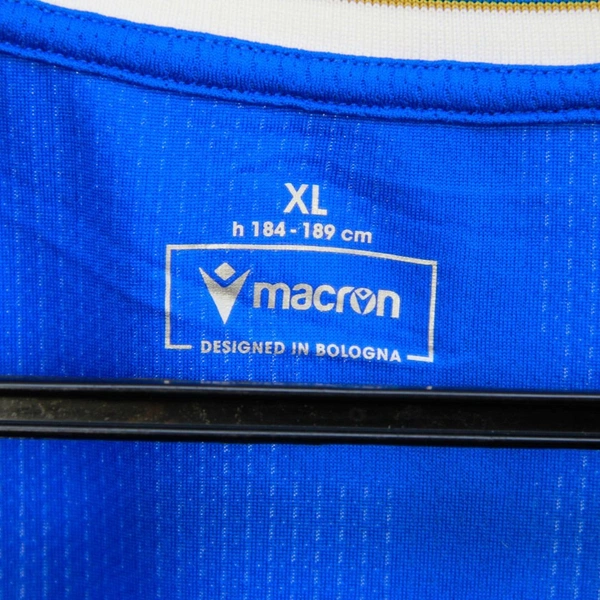 XL
h 184 - 189 cm
macron
DESIGNED IN BOLOGNA